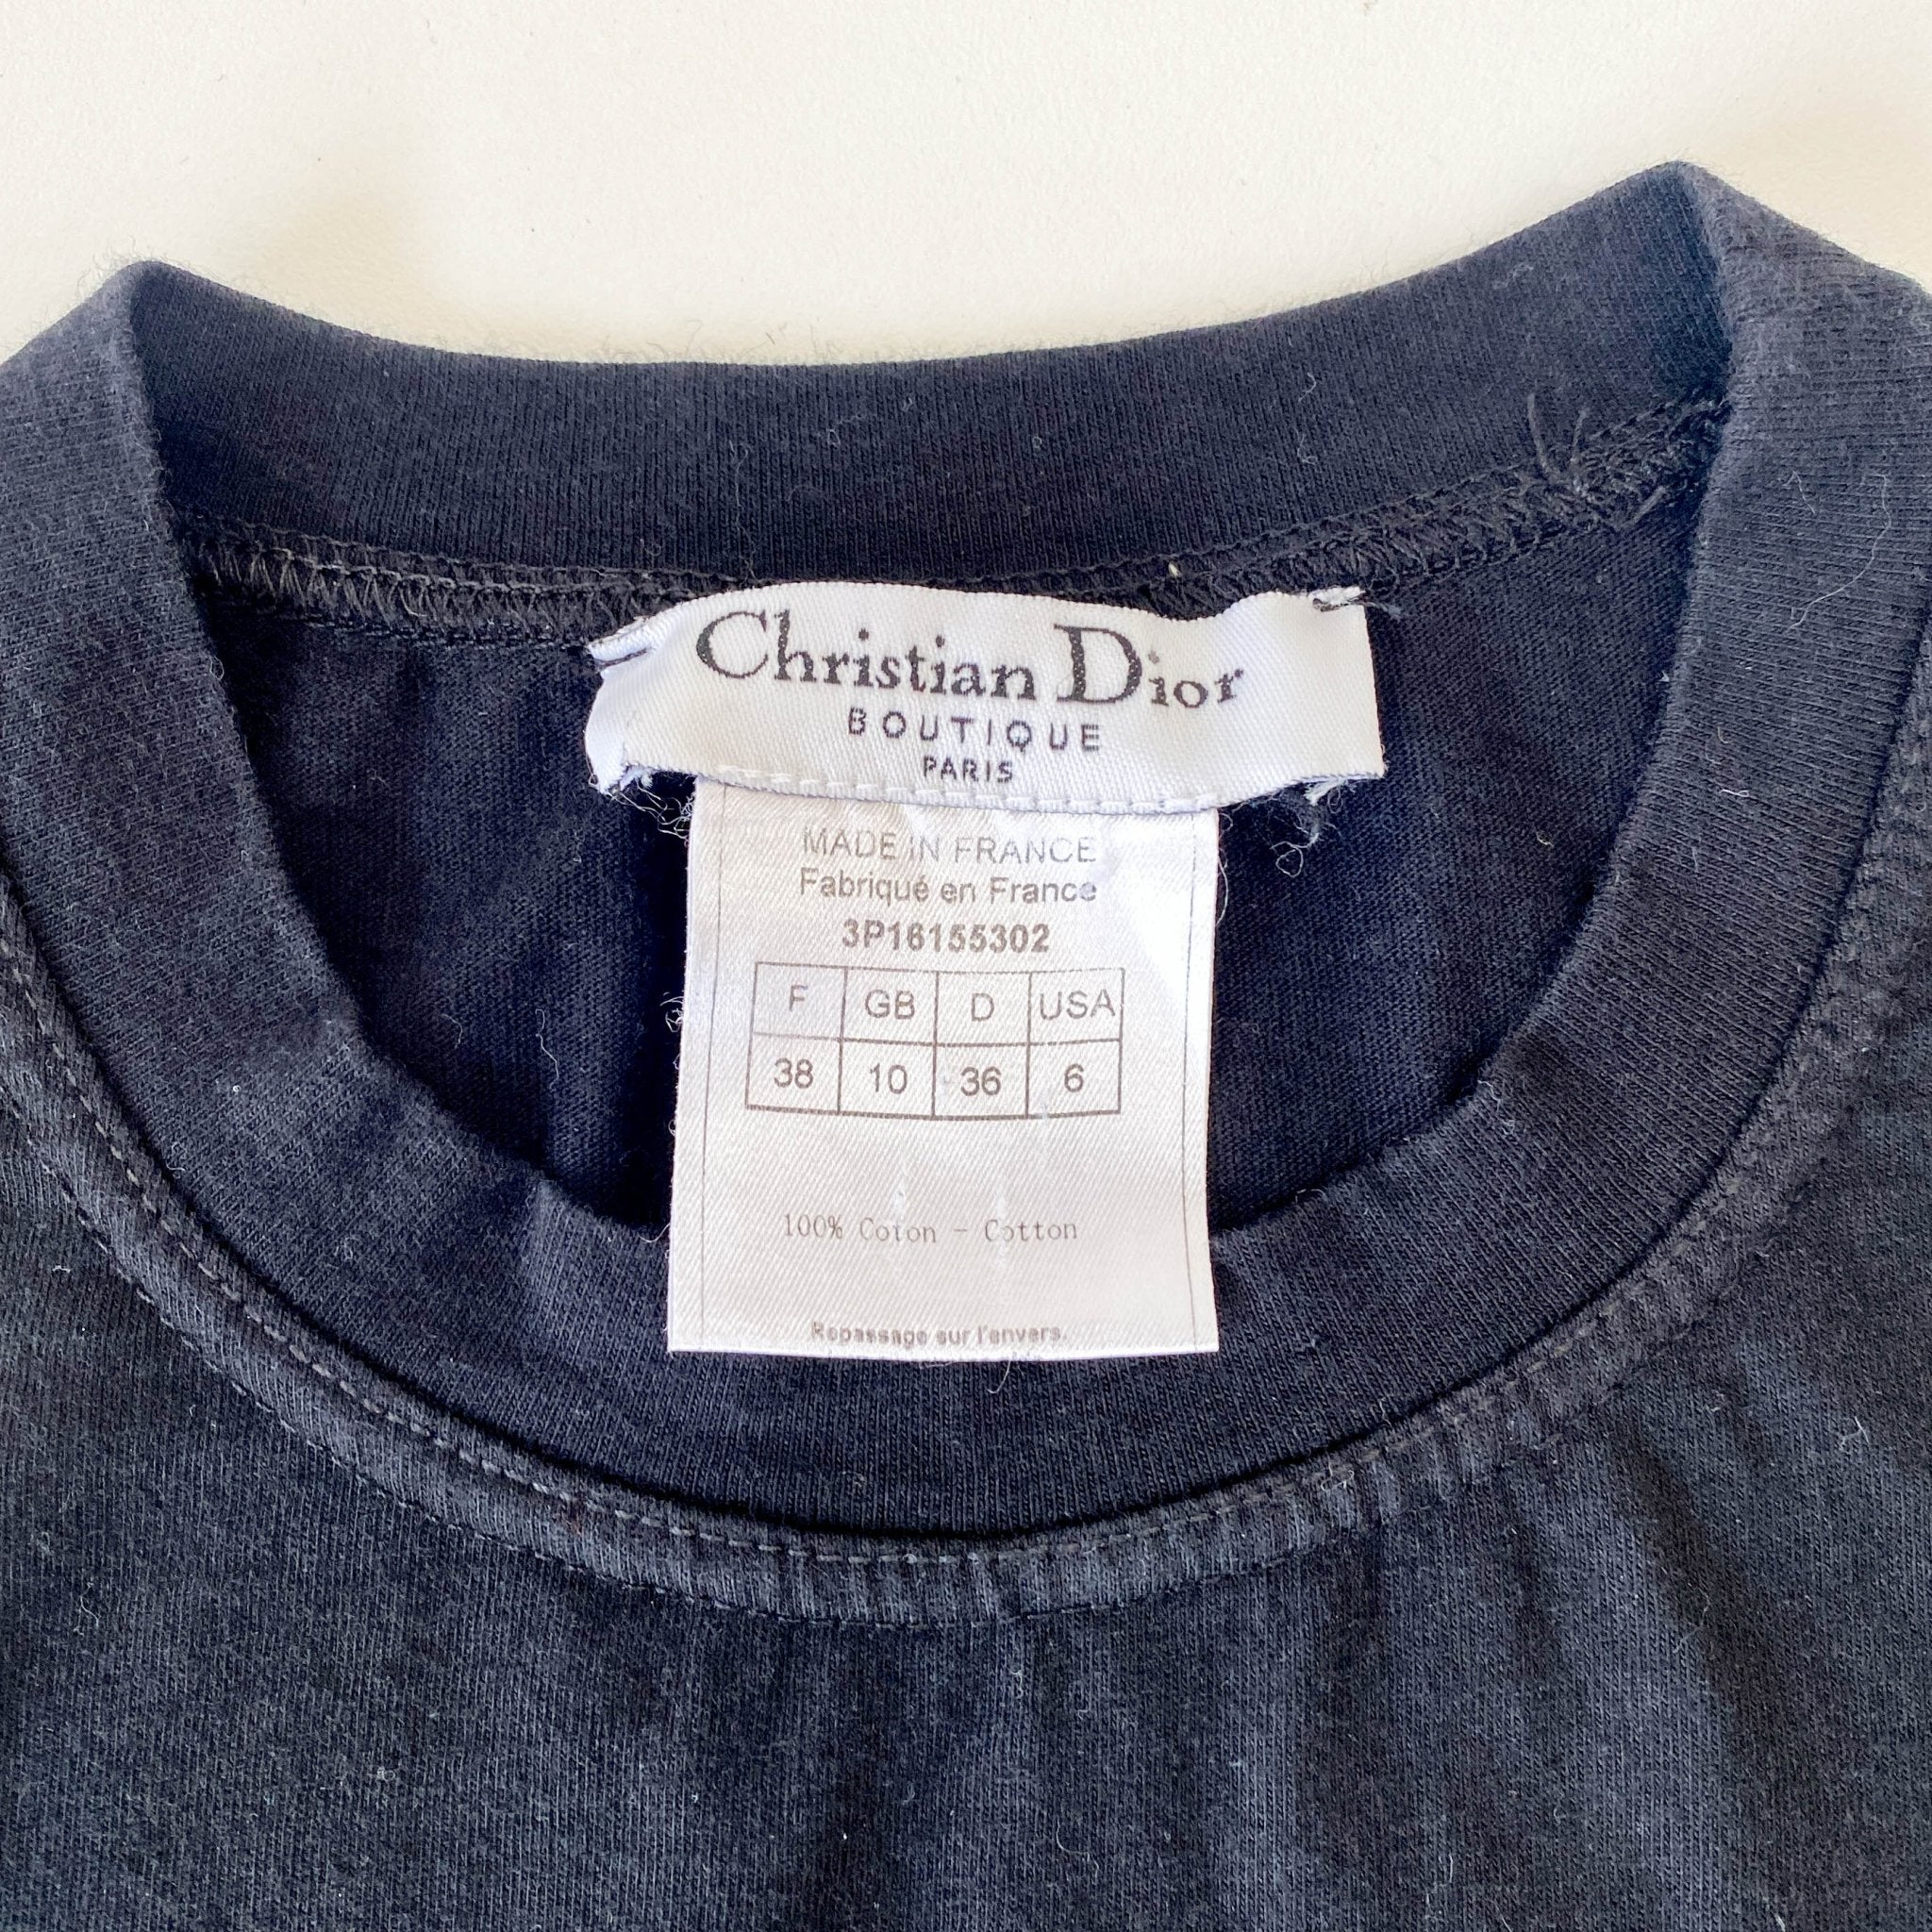 Christian Dior
BOUTIQUE
PARIS
MADE IN FRANCE
Fabriqué en France
3P16155302
F GB D USA
38 10 36 6
100% Coton - Cotton
Repassage sur l'envers.